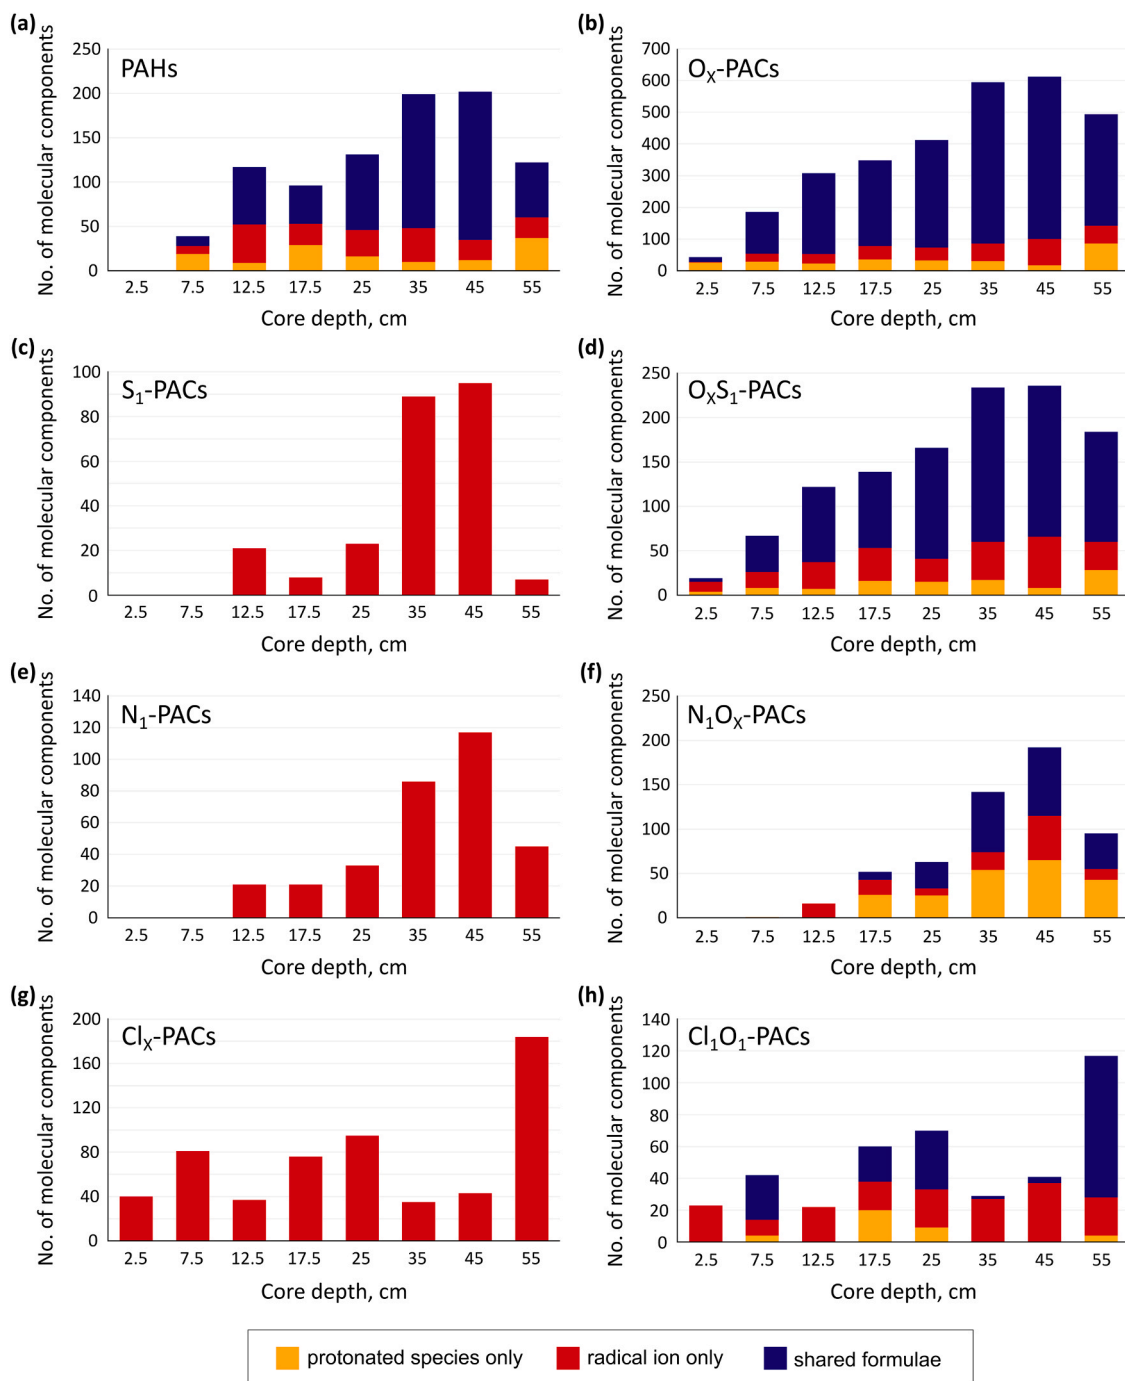 (a)
No. of molecular components
250
200
150
100
50
0
PAHs
2.5 7.5 12.5 17.5 25 35 45 55
Core depth, cm
(b)
No. of molecular components
700
600
500
400
300
200
100
0
Oₓ-PACs
2.5 7.5 12.5 17.5 25 35 45 55
Core depth, cm
(c)
No. of molecular components
100
80
60
40
20
0
S₁-PACs
2.5 7.5 12.5 17.5 25 35 45 55
Core depth, cm
(d)
No. of molecular components
250
200
150
100
50
0
OₓS₁-PACs
2.5 7.5 12.5 17.5 25 35 45 55
Core depth, cm
(e)
No. of molecular components
140
120
100
80
60
40
20
0
N₁-PACs
2.5 7.5 12.5 17.5 25 35 45 55
Core depth, cm
(f)
No. of molecular components
250
200
150
100
50
0
N₁Oₓ-PACs
2.5 7.5 12.5 17.5 25 35 45 55
Core depth, cm
(g)
No. of molecular components
200
160
120
80
40
0
Clₓ-PACs
2.5 7.5 12.5 17.5 25 35 45 55
Core depth, cm
(h)
No. of molecular components
140
120
100
80
60
40
20
0
Cl₁O₁-PACs
2.5 7.5 12.5 17.5 25 35 45 55
Core depth, cm
protonated species only radical ion only shared formulae